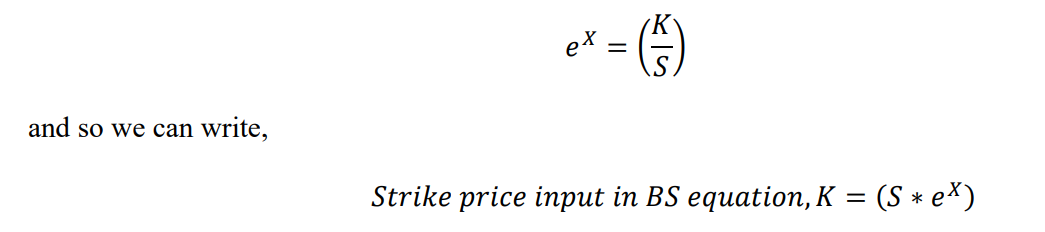 e^X = (K/S)
and so we can write,
Strike price input in BS equation, K = (S * e^X)